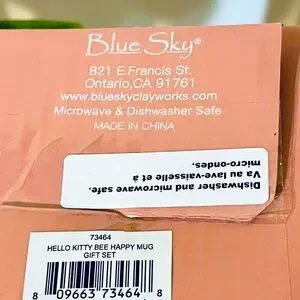 Blue Sky®
821 E.Francis St.
Ontario,CA 91761
www.blueskyclayworks.com
Microwave & Dishwasher Safe
MADE IN CHINA
Dishwasher and microwave safe.
Va au lave-vaisselle et à
micro-ondes.
73464
HELLO KITTY BEE HAPPY MUG
GIFT SET
8 09663 73464 8
8